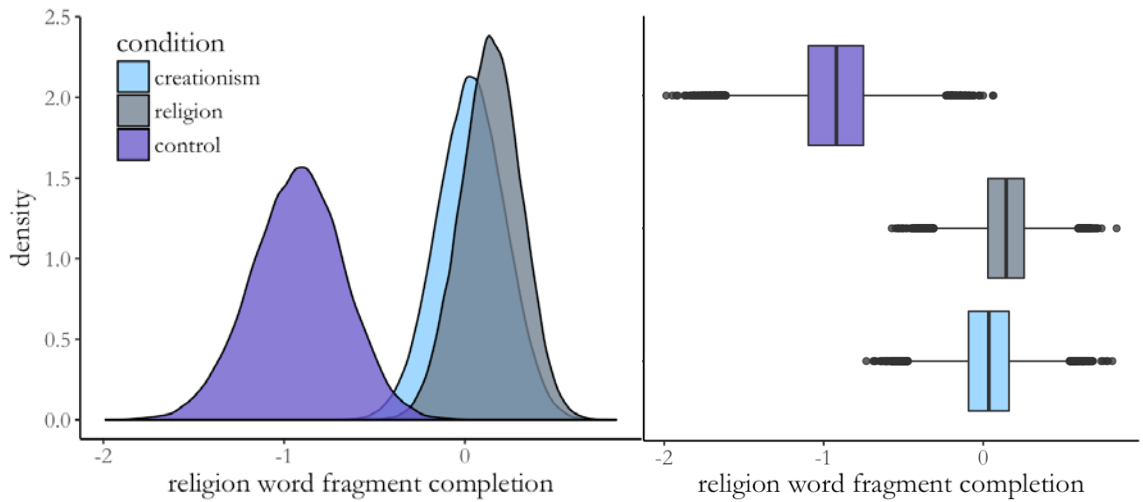 2.5
condition
creationism
religion
control
2.0
1.5
1.0
0.5
0.0
density
-2 -1 0
religion word fragment completion
-2 -1 0
religion word fragment completion